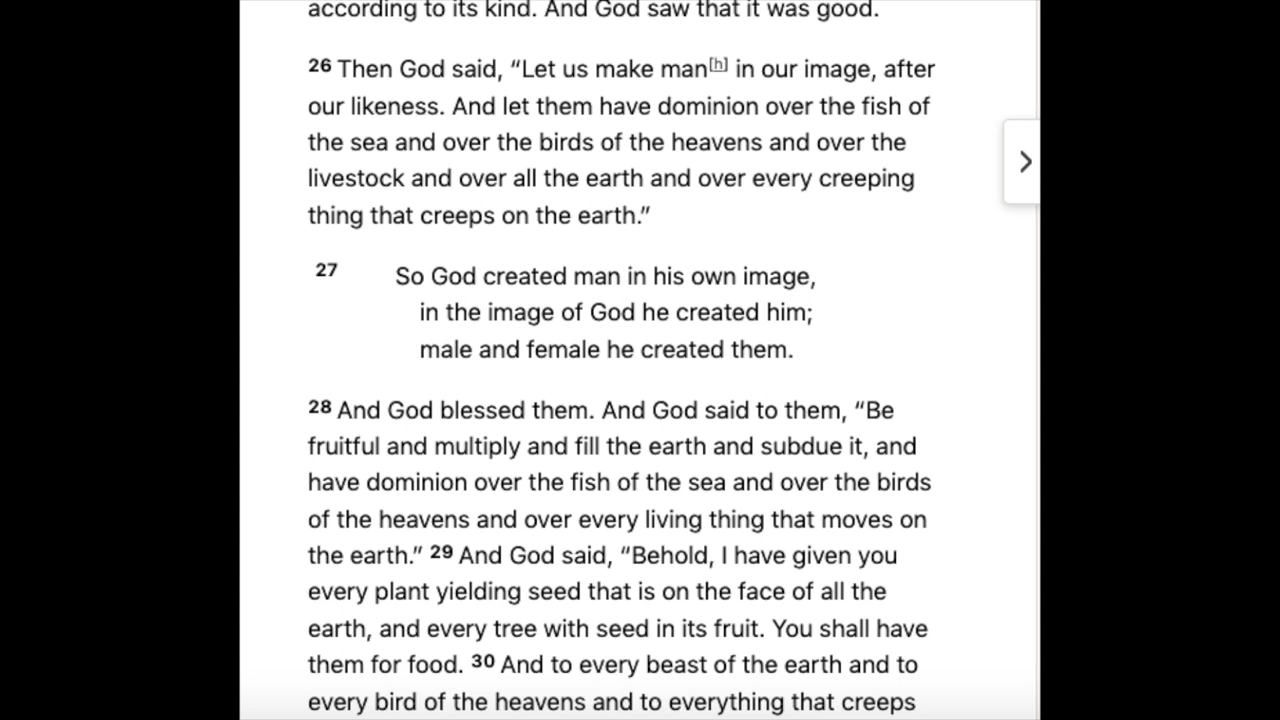 according to its kind. And God saw that it was good.
26 Then God said, “Let us make man[h] in our image, after
our likeness. And let them have dominion over the fish of
the sea and over the birds of the heavens and over the
livestock and over all the earth and over every creeping
thing that creeps on the earth.”
27 So God created man in his own image,
in the image of God he created him;
male and female he created them.
28 And God blessed them. And God said to them, “Be
fruitful and multiply and fill the earth and subdue it, and
have dominion over the fish of the sea and over the birds
of the heavens and over every living thing that moves on
the earth.” 29 And God said, “Behold, I have given you
every plant yielding seed that is on the face of all the
earth, and every tree with seed in its fruit. You shall have
them for food. 30 And to every beast of the earth and to
every bird of the heavens and to everything that creeps